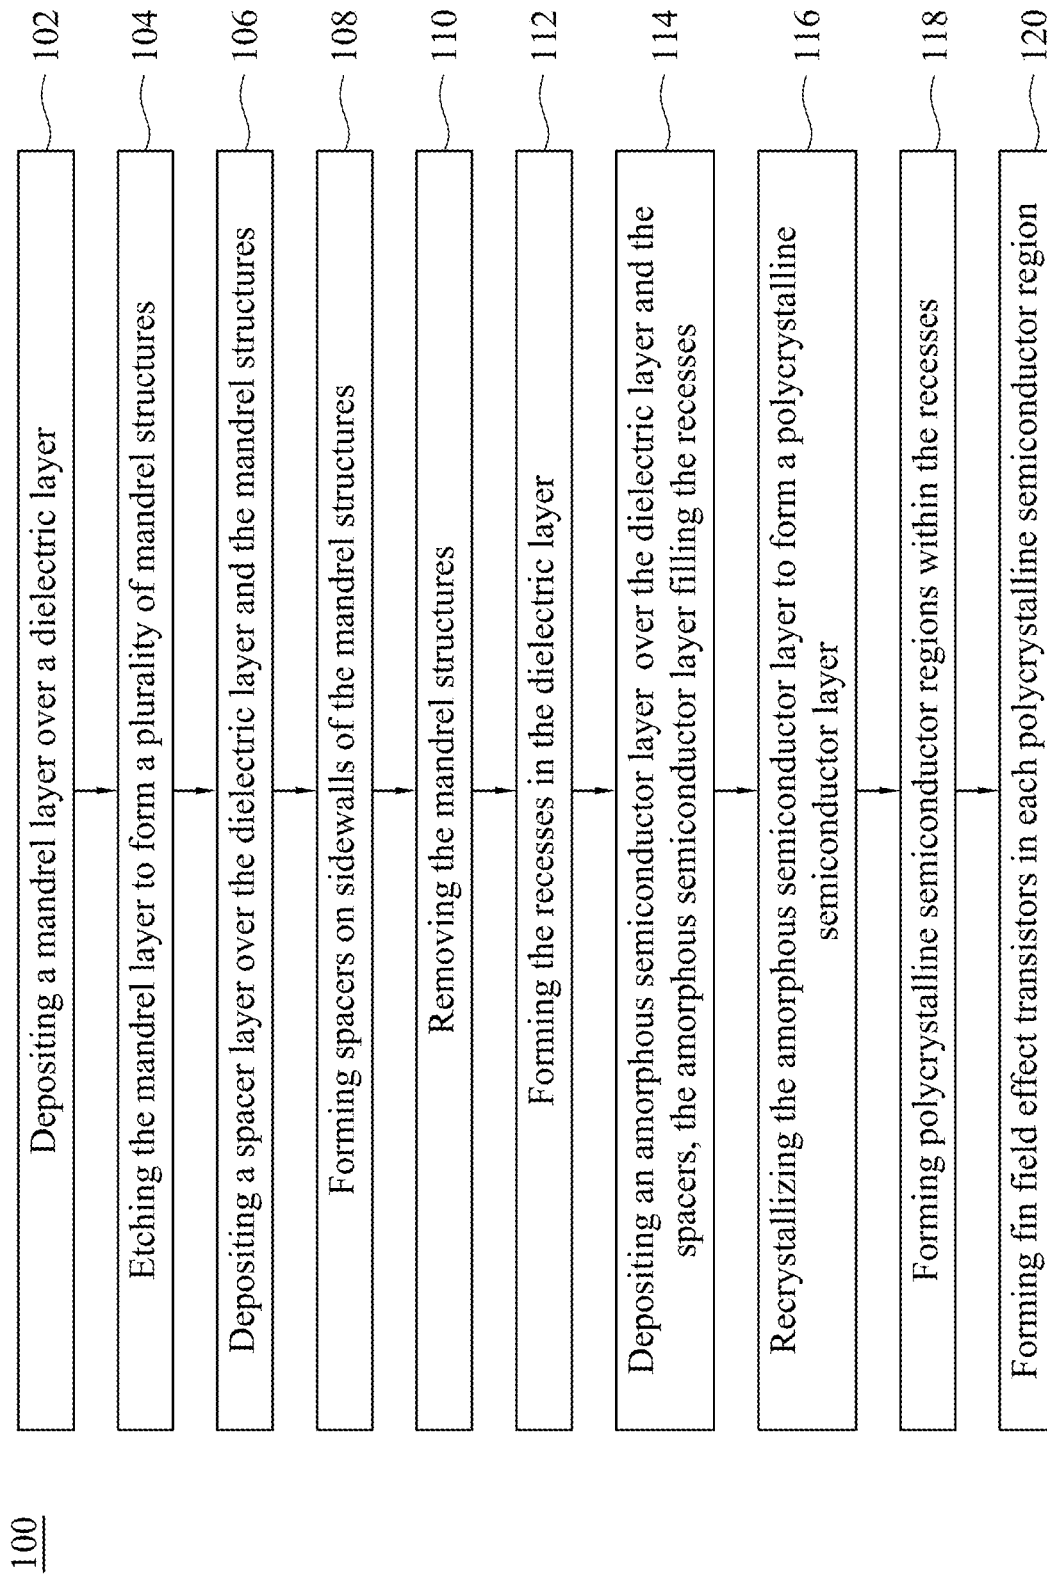 100
Depositing a mandrel layer over a dielectric layer
102
Etching the mandrel layer to form a plurality of mandrel structures
104
Depositing a spacer layer over the dielectric layer and the mandrel structures
106
Forming spacers on sidewalls of the mandrel structures
108
Removing the mandrel structures
110
Forming the recesses in the dielectric layer
112
Depositing an amorphous semiconductor layer over the dielectric layer and the
spacers, the amorphous semiconductor layer filling the recesses
114
Recrystallizing the amorphous semiconductor layer to form a polycrystalline
semiconductor layer
116
Forming polycrystalline semiconductor regions within the recesses
118
Forming fin field effect transistors in each polycrystalline semiconductor region
120